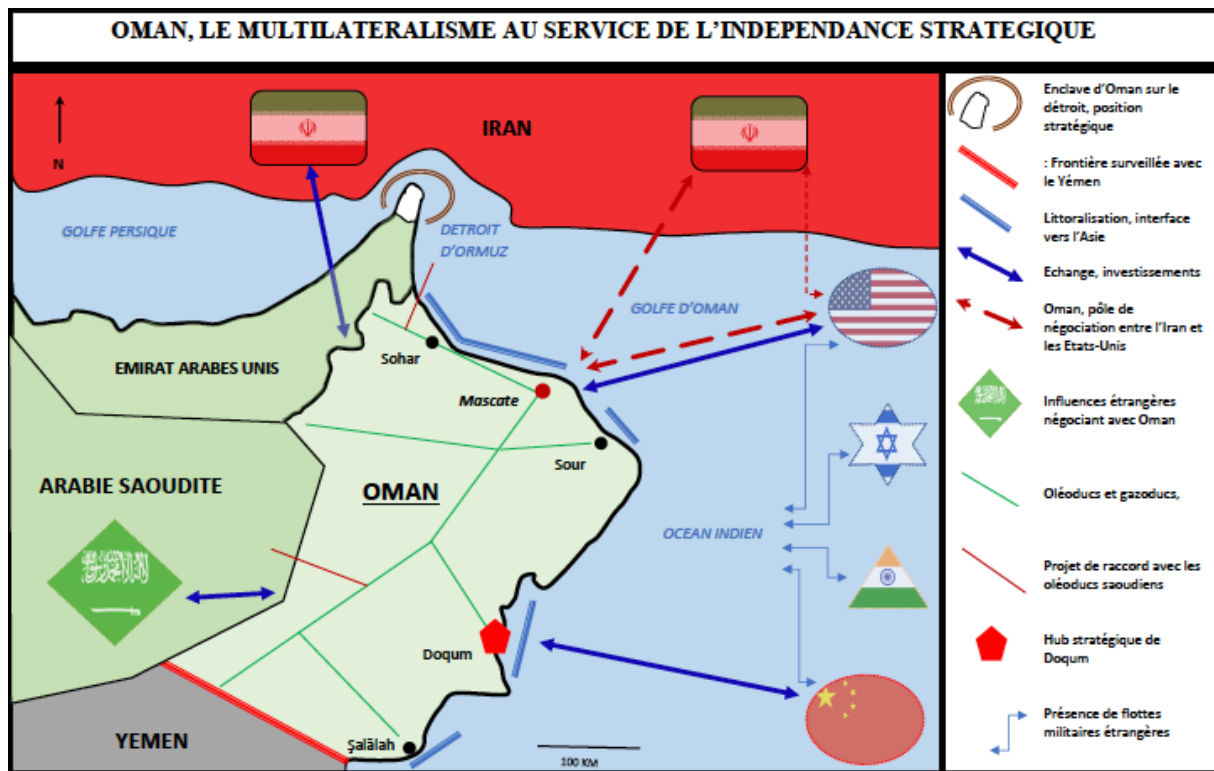 OMAN, LE MULTILATERALISME AU SERVICE DE L'INDEPENDANCE STRATEGIQUE
N
IRAN
GOLFE PERSIQUE
DETROIT
D'ORMUZ
GOLFE D'OMAN
EMIRAT ARABES UNIS
Sohar
Mascate
Sour
ARABIE SAOUDITE
OMAN
OCEAN INDIEN
Doqum
YEMEN
Şalālah
100 KM
Enclave d'Oman sur le
détroit, position
stratégique
: Frontière surveillée avec
le Yémen
Littoralisation, interface
vers l'Asie
Echange, investissements
Oman, pôle de
négociation entre l'Iran et
les Etats-Unis
Influences étrangères
négociant avec Oman
Oléoducs et gazoducs,
Projet de raccord avec les
oléoducs saoudiens
Hub stratégique de
Doqum
Présence de flottes
militaires étrangères